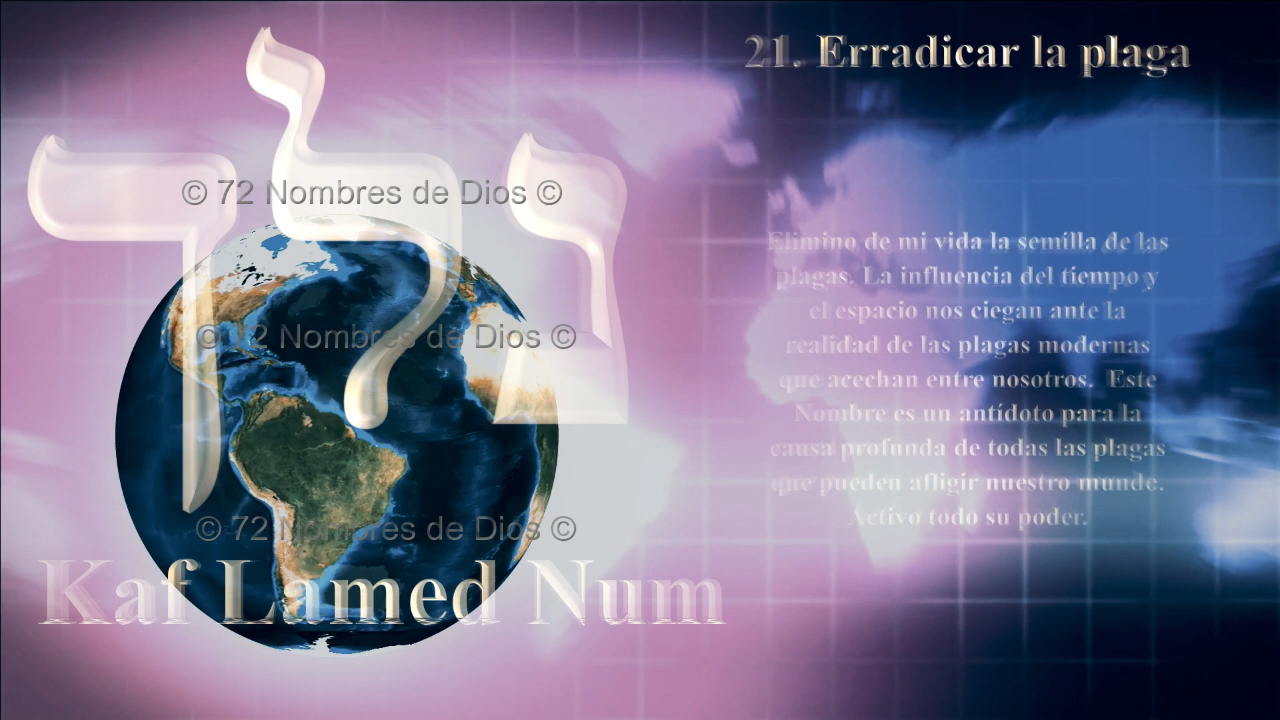 21. Erradicar la plaga
נלך
© 72 Nombres de Dios ©
© 72 Nombres de Dios ©
© 72 Nombres de Dios ©
Kaf Lamed Num
Elimino de mi vida la semilla de las
plagas. La influencia del tiempo y
el espacio nos ciegan ante la
realidad de las plagas modernas
que acechan entre nosotros. Este
Nombre es un antídoto para la
causa profunda de todas las plagas
que pueden afligir nuestro mundo.
Activo todo su poder.